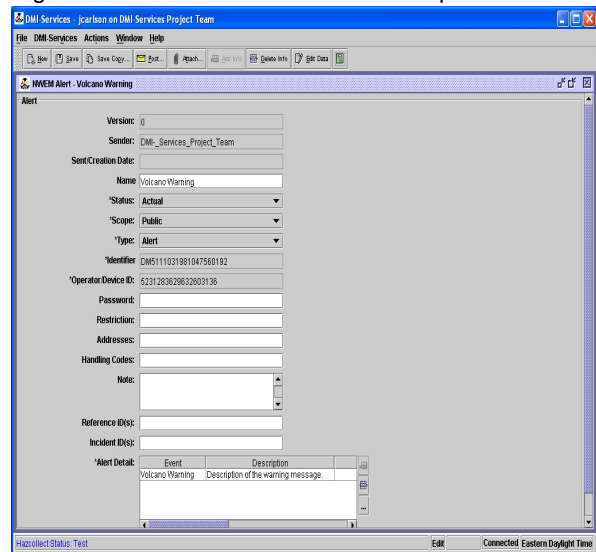 DMI-Services - jcarlson on DMI-Services Project Team
File DMI-Services Actions Window Help
New Save Save Copy... Post... Attach... Add Info Delete Info Edit Data
NWEM Alert - Volcano Warning
Alert
Version: 0
Sender: DMI-_Services_Project_Team
Sent/Creation Date:
Name Volcano Warning
*Status: Actual
*Scope: Public
*Type: Alert
*Identifier DM5111031981047560192
*Operator/Device ID: 5231283629632603136
Password:
Restriction:
Addresses:
Handling Codes:
Note:
Reference ID(s):
Incident ID(s):
*Alert Detail: Event Description
Volcano Warning Description of the warning message.
...
Hazcollect Status: Test Edit Connected Eastern Daylight Time